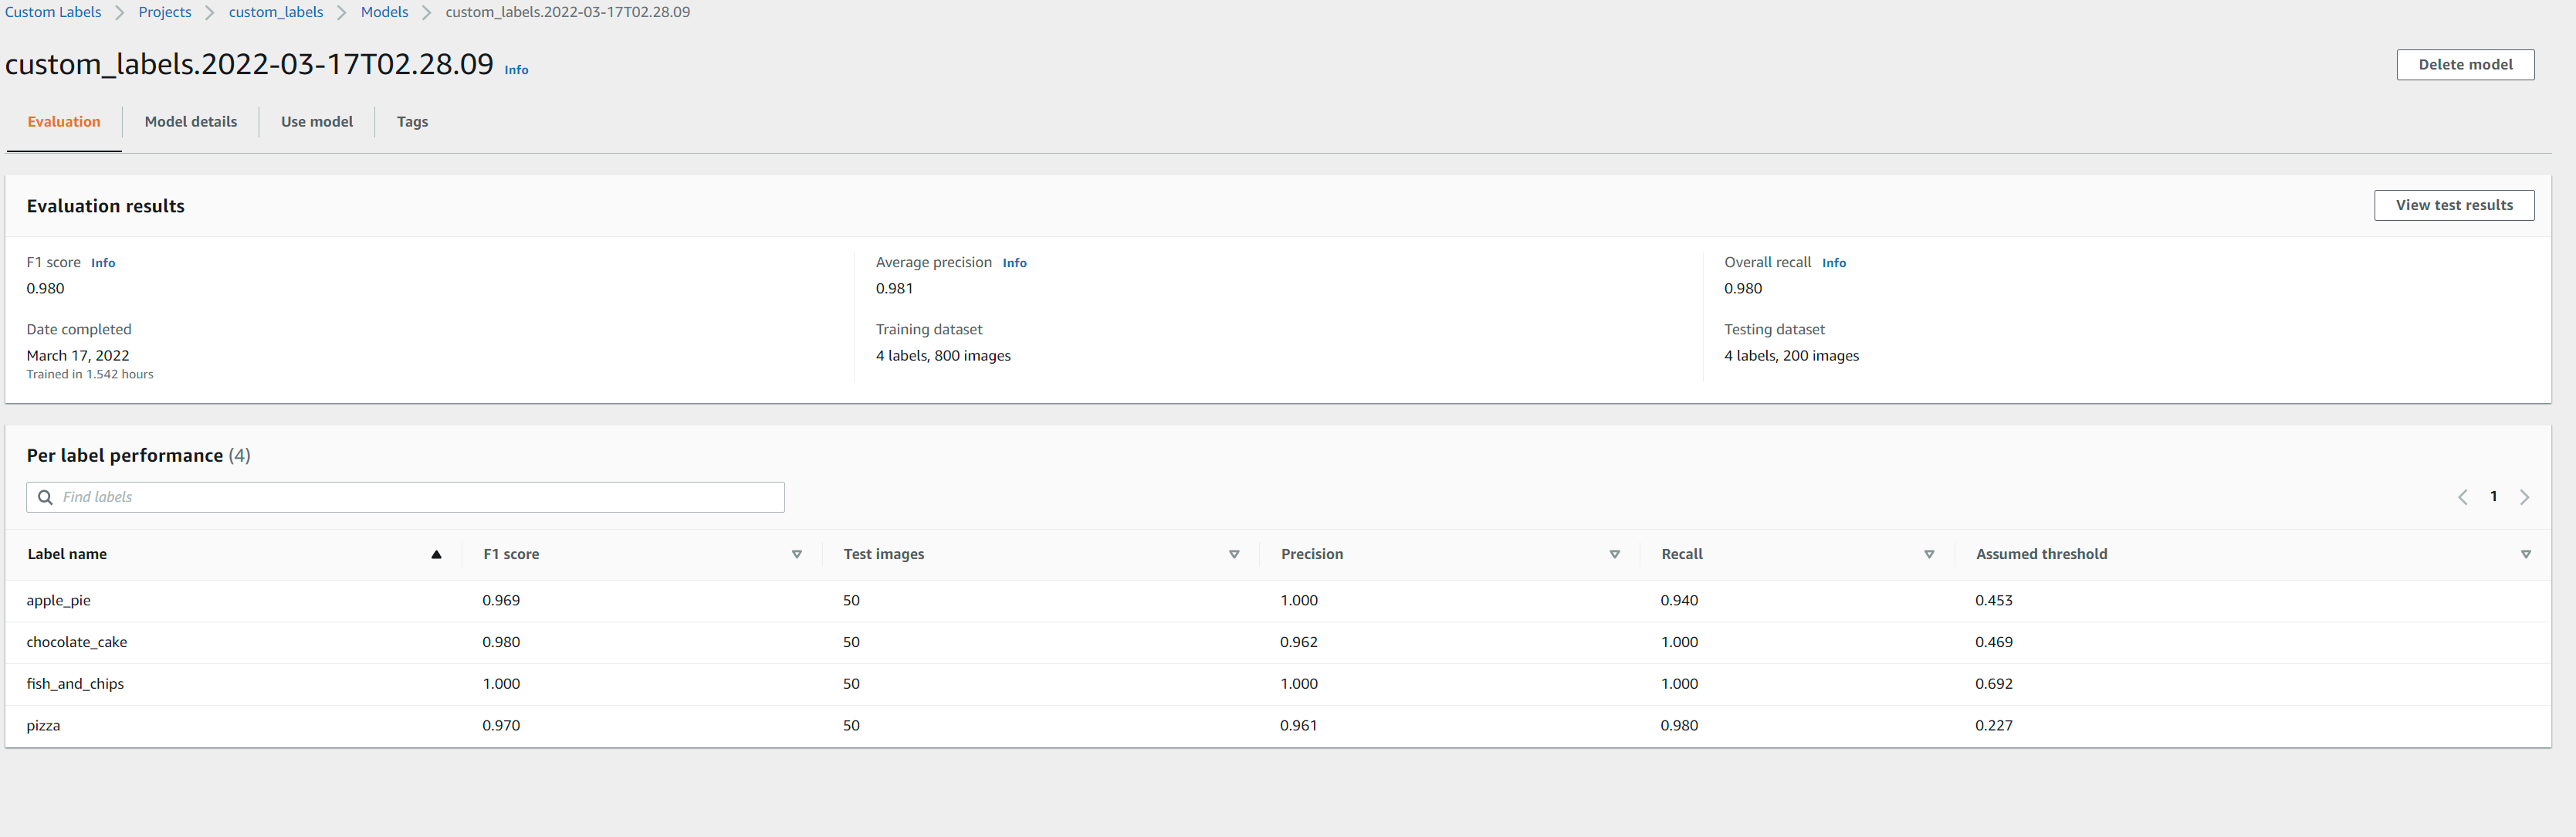 Custom Labels > Projects > custom_labels > Models > custom_labels.2022-03-17T02.28.09
custom_labels.2022-03-17T02.28.09 Info
Delete model
Evaluation Model details Use model Tags
Evaluation results
View test results
F1 score Info Average precision Info Overall recall Info
0.980 0.981 0.980
Date completed Training dataset Testing dataset
March 17, 2022 4 labels, 800 images 4 labels, 200 images
Trained in 1.542 hours
Per label performance (4)
Find labels
1
Label name F1 score Test images Precision Recall Assumed threshold
apple_pie 0.969 50 1.000 0.940 0.453
chocolate_cake 0.980 50 0.962 1.000 0.469
fish_and_chips 1.000 50 1.000 1.000 0.692
pizza 0.970 50 0.961 0.980 0.227